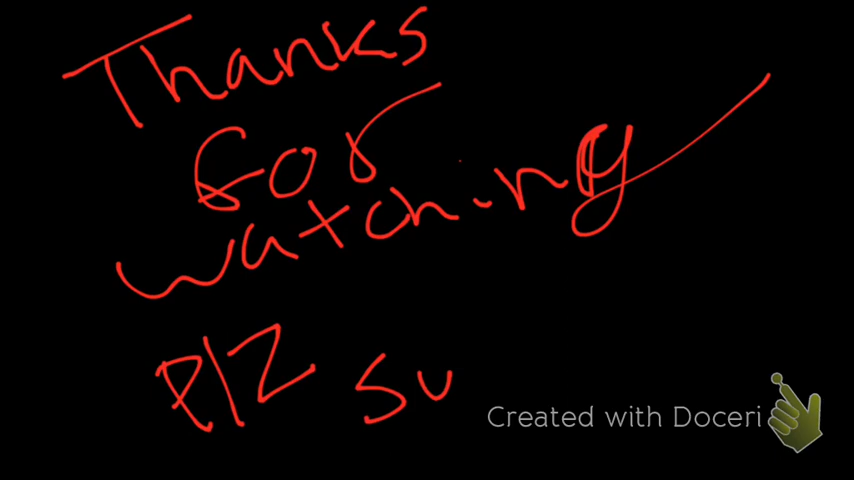 Thanks
for
watching
Plz su
Created with Doceri